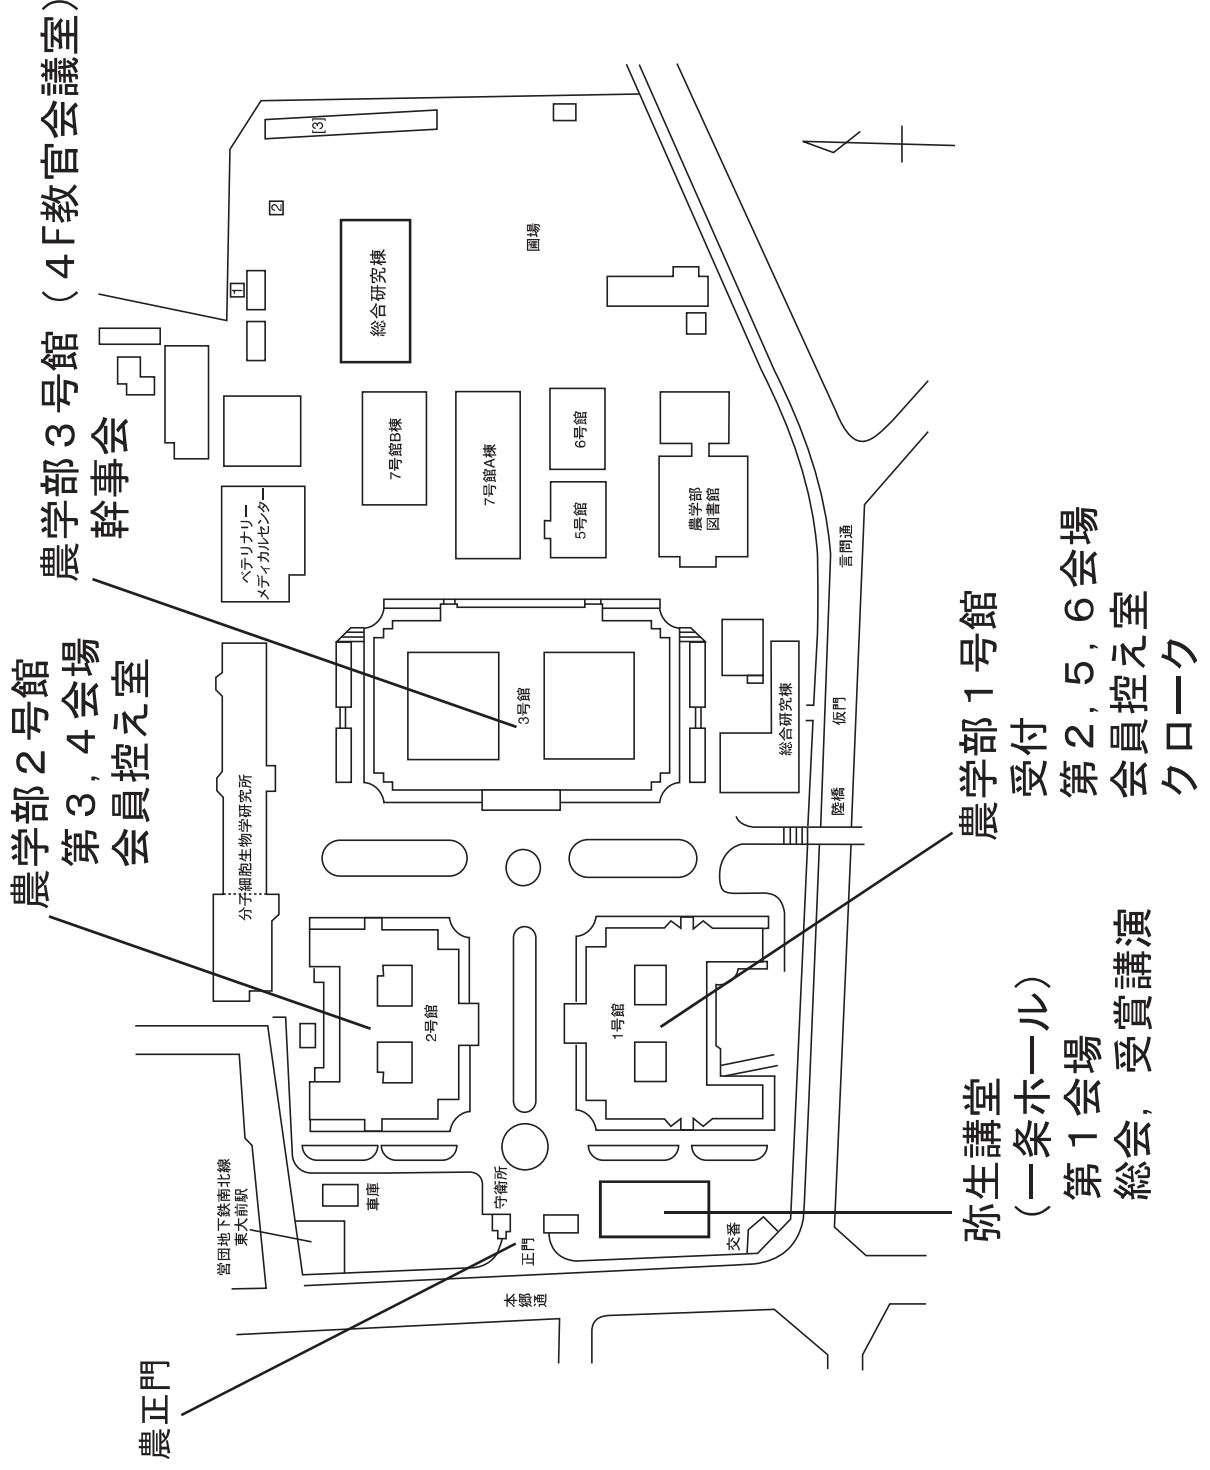 農学部３号館（４F教官会議室）
幹事会
農学部２号館
第３,４会場
会員控え室
農正門
農学部１号館
受付
第２,５,６会場
会員控え室
クローク
弥生講堂
（一条ホール）
第１会場
総会，受賞講演
[3]
2
1
総合研究棟
圃場
7号館B棟
7号館A棟
6号館
5号館
農学部
図書館
ベテリナリー
メディカルセンター
3号館
総合研究棟
言問通
仮門
陸橋
分子細胞生物学研究所
2号館
1号館
車庫
守衛所
正門
交番
本郷通
営団地下鉄南北線
東大前駅